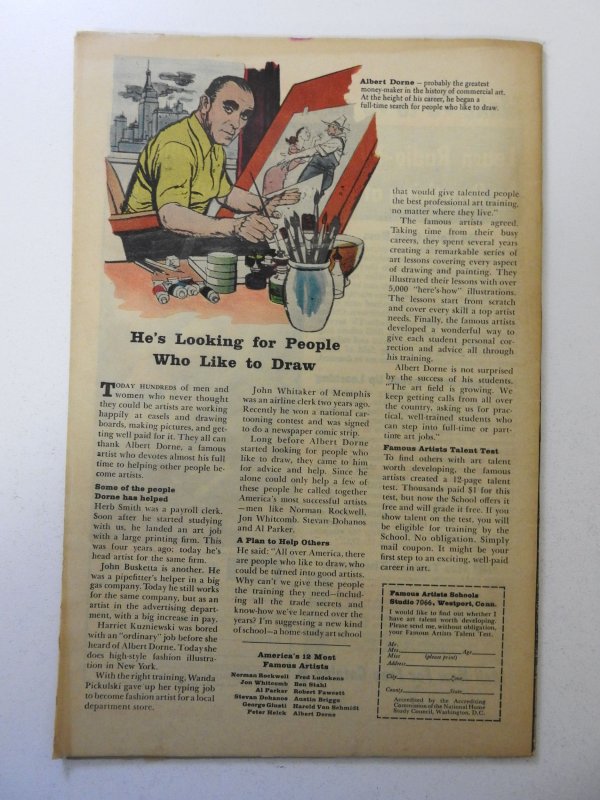 Albert Dorne — probably the greatest
money-maker in the history of commercial art.
At the height of his career, he began a
full-time search for people who like to draw.
He's Looking for People
Who Like to Draw
TODAY HUNDREDS of men and
women who never thought
they could be artists are working
happily at easels and drawing
boards, making pictures, and get-
ting well paid for it. They all can
thank Albert Dorne, a famous
artist who devotes almost his full
time to helping other people be-
come artists.
Some of the people
Dorne has helped
Herb Smith was a payroll clerk.
Soon after he started studying
with us, he landed an art job
with a large printing firm. This
was four years ago; today he's
head artist for the same firm.
John Busketta is another. He
was a pipefitter's helper in a big
gas company. Today he still works
for the same company, but as an
artist in the advertising depart-
ment, with a big increase in pay.
Harriet Kuzniewski was bored
with an "ordinary" job before she
heard of Albert Dorne. Today she
does high-style fashion illustra-
tion in New York.
With the right training, Wanda
Pickulski gave up her typing job
to become fashion artist for a local
department store.
John Whitaker of Memphis
was an airline clerk two years ago.
Recently he won a national car-
tooning contest and was signed
to do a newspaper comic strip.
Long before Albert Dorne
started looking for people who
like to draw, they came to him
for advice and help. Since he
alone could only help a few of
these people he called together
America's most successful artists
—men like Norman Rockwell,
Jon Whitcomb, Stevan Dohanos
and Al Parker.
A Plan to Help Others
He said: "All over America, there
are people who like to draw, who
could be turned into good artists.
Why can't we give these people
the training they need—includ-
ing all the trade secrets and
know-how we've learned over the
years? I'm suggesting a new kind
of school—a home-study art school
America's 12 Most
Famous Artists
Norman Rockwell Fred Ludekens
Jon Whitcomb Ben Stahl
Al Parker Robert Fawcett
Stevan Dohanos Austin Briggs
George Giusti Harold Von Schmidt
Peter Helck Albert Dorne
that would give talented people
the best professional art training,
no matter where they live."
The famous artists agreed.
Taking time from their busy
careers, they spent several years
creating a remarkable series of
art lessons covering every aspect
of drawing and painting. They
illustrated their lessons with over
5,000 "here's-how" illustrations.
The lessons start from scratch
and cover every skill a top artist
needs. Finally, the famous artists
developed a wonderful way to
give each student personal cor-
rection and advice all through
his training.
Albert Dorne is not surprised
by the success of his students.
"The art field is growing. We
keep getting calls from all over
the country, asking us for prac-
tical, well-trained students who
can step into full-time or part-
time art jobs."
Famous Artists Talent Test
To find others with art talent
worth developing, the famous
artists created a 12-page talent
test. Thousands paid $1 for this
test, but now the School offers it
free and will grade it free. If you
show talent on the test, you will
be eligible for training by the
School. No obligation. Simply
mail coupon. It might be your
first step to an exciting, well-paid
career in art.
Famous Artists Schools
Studio 7066, Westport, Conn.
I would like to find out whether I
have art talent worth developing.
Please send me, without obligation,
your Famous Artists Talent Test.
Mr.
Mrs. Age
Miss (please print)
Address
City Zone
County State
Accredited by the Accrediting
Commission of the National Home
Study Council, Washington, D.C.